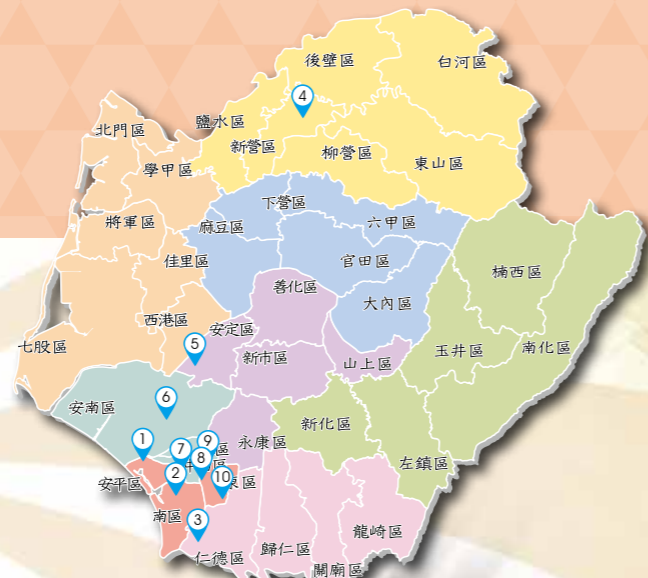 後壁區
白河區
4
鹽水區
北門區
新營區
柳營區
東山區
學甲區
下營區
六甲區
將軍區
麻豆區
佳里區
官田區
楠西區
善化區
大內區
西港區
安定區
七股區
5
新市區
山上區
玉井區
南化區
6
安南區
新化區
1
7
9
區
永康區
8
區
左鎮區
2
10
東區
安平區
南區
3
龍崎區
仁德區
歸仁區
關廟區